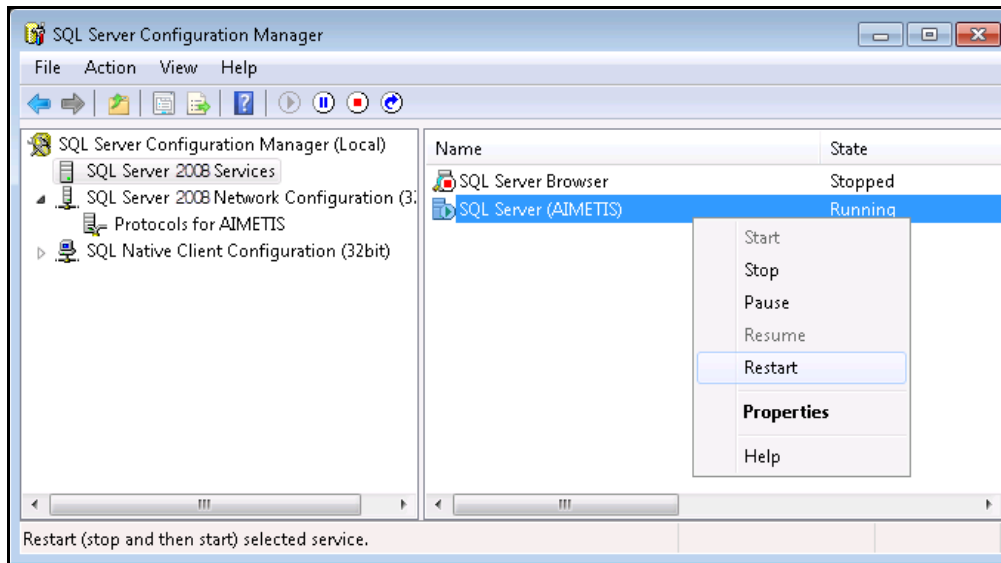 SQL Server Configuration Manager
File Action View Help
SQL Server Configuration Manager (Local)
SQL Server 2008 Services
SQL Server 2008 Network Configuration (3.
Protocols for AIMETIS
SQL Native Client Configuration (32bit)
Name State
SQL Server Browser Stopped
SQL Server (AIMETIS) Running
Start
Stop
Pause
Resume
Restart
Properties
Help
Restart (stop and then start) selected service.